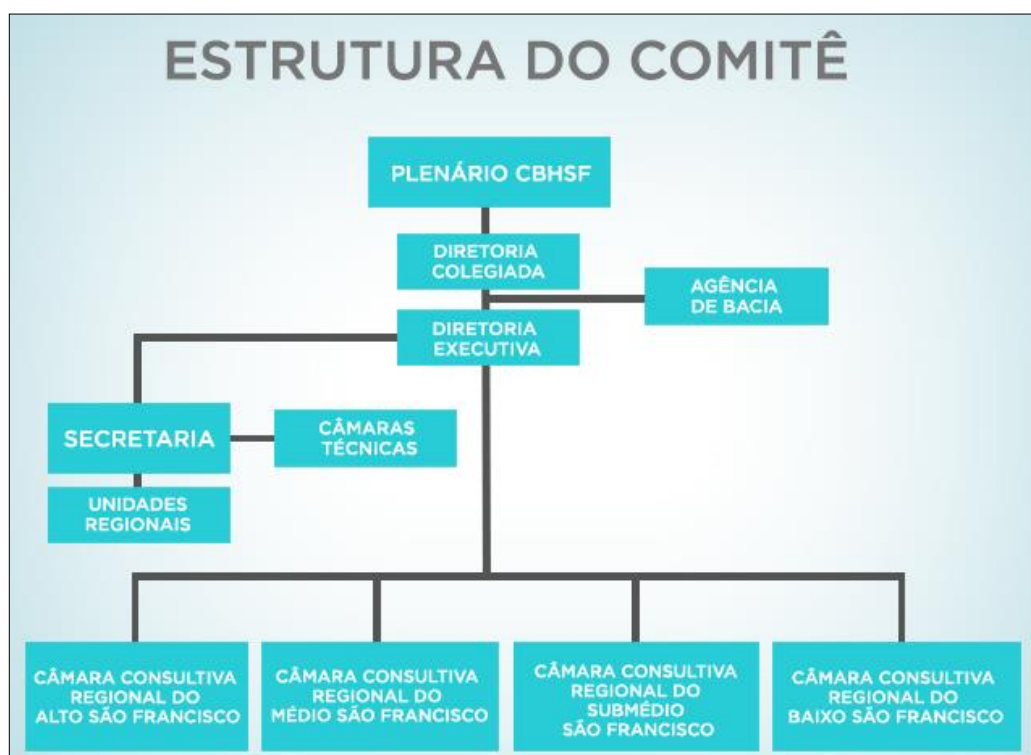 ESTRUTURA DO COMITÊ
PLENÁRIO CBHSF
DIRETORIA
COLEGIADA
AGÊNCIA
DE BACIA
DIRETORIA
EXECUTIVA
SECRETARIA
CÂMARAS
TÉCNICAS
UNIDADES
REGIONAIS
CÂMARA CONSULTIVA
REGIONAL DO
ALTO SÃO FRANCISCO
CÂMARA CONSULTIVA
REGIONAL DO
MÉDIO SÃO FRANCISCO
CÂMARA CONSULTIVA
REGIONAL DO
SUBMÉDIO
SÃO FRANCISCO
CÂMARA CONSULTIVA
REGIONAL DO
BAIXO SÃO FRANCISCO